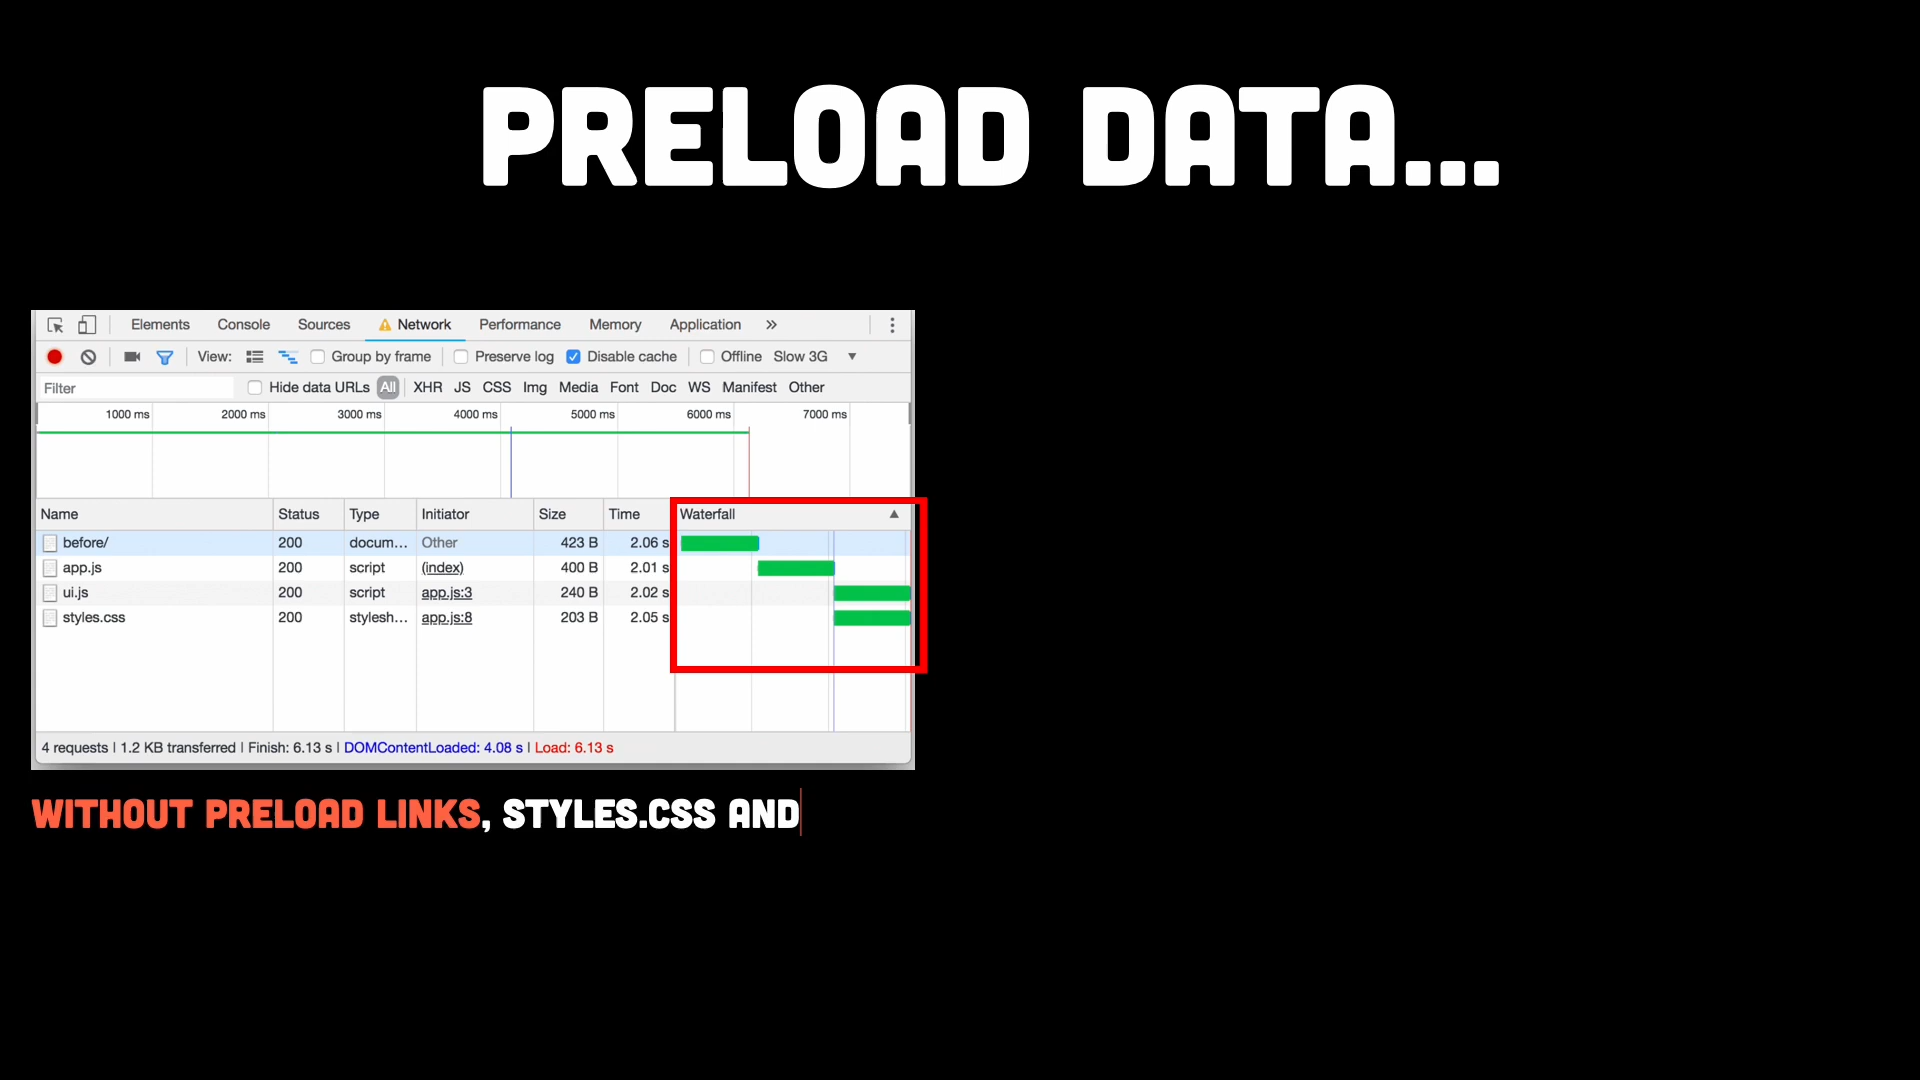 PRELOAD DATA...
Elements Console Sources Network Performance Memory Application »
View: Group by frame Preserve log Disable cache Offline Slow 3G ▼
Filter Hide data URLs All XHR JS CSS Img Media Font Doc WS Manifest Other
1000 ms 2000 ms 3000 ms 4000 ms 5000 ms 6000 ms 7000 ms
Name Status Type Initiator Size Time Waterfall ▲
before/ 200 docum... Other 423 B 2.06 s
app.js 200 script (index) 400 B 2.01 s
ui.js 200 script app.js:3 240 B 2.02 s
styles.css 200 stylesh... app.js:8 203 B 2.05 s
4 requests | 1.2 KB transferred | Finish: 6.13 s | DOMContentLoaded: 4.08 s | Load: 6.13 s
WITHOUT PRELOAD LINKS, STYLES.CSS AND